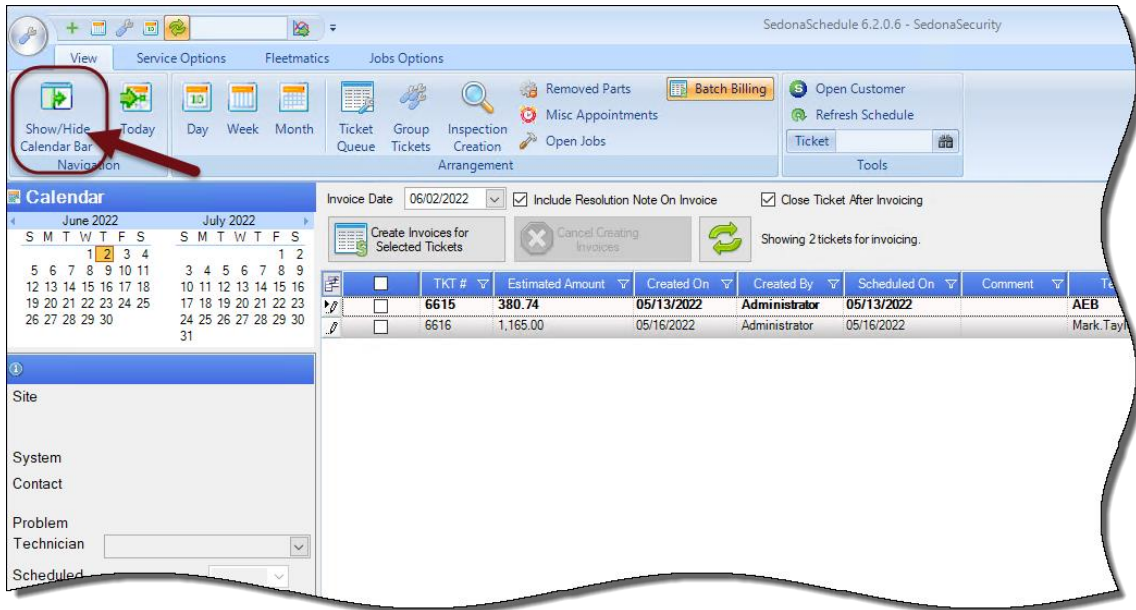 SedonaSchedule 6.2.0.6 - SedonaSecurity
View Service Options Fleetmatics Jobs Options
Show/Hide Calendar Bar
Today
Navigation
Day Week Month
Ticket Queue
Group Tickets
Inspection Creation
Removed Parts
Misc Appointments
Open Jobs
Batch Billing
Arrangement
Open Customer
Refresh Schedule
Ticket
Tools
Calendar
June 2022
S M T W T F S
1 2 3 4
5 6 7 8 9 10 11
12 13 14 15 16 17 18
19 20 21 22 23 24 25
26 27 28 29 30
July 2022
S M T W T F S
1 2
3 4 5 6 7 8 9
10 11 12 13 14 15 16
17 18 19 20 21 22 23
24 25 26 27 28 29 30
31
Invoice Date 06/02/2022 Include Resolution Note On Invoice Close Ticket After Invoicing
Create Invoices for
Selected Tickets
Cancel Creating
Invoices
Showing 2 tickets for invoicing.
TKT # Estimated Amount Created On Created By Scheduled On Comment
6615 380.74 05/13/2022 Administrator 05/13/2022 AEB
6616 1,165.00 05/16/2022 Administrator 05/16/2022
Site
System
Contact
Problem
Technician
Scheduled